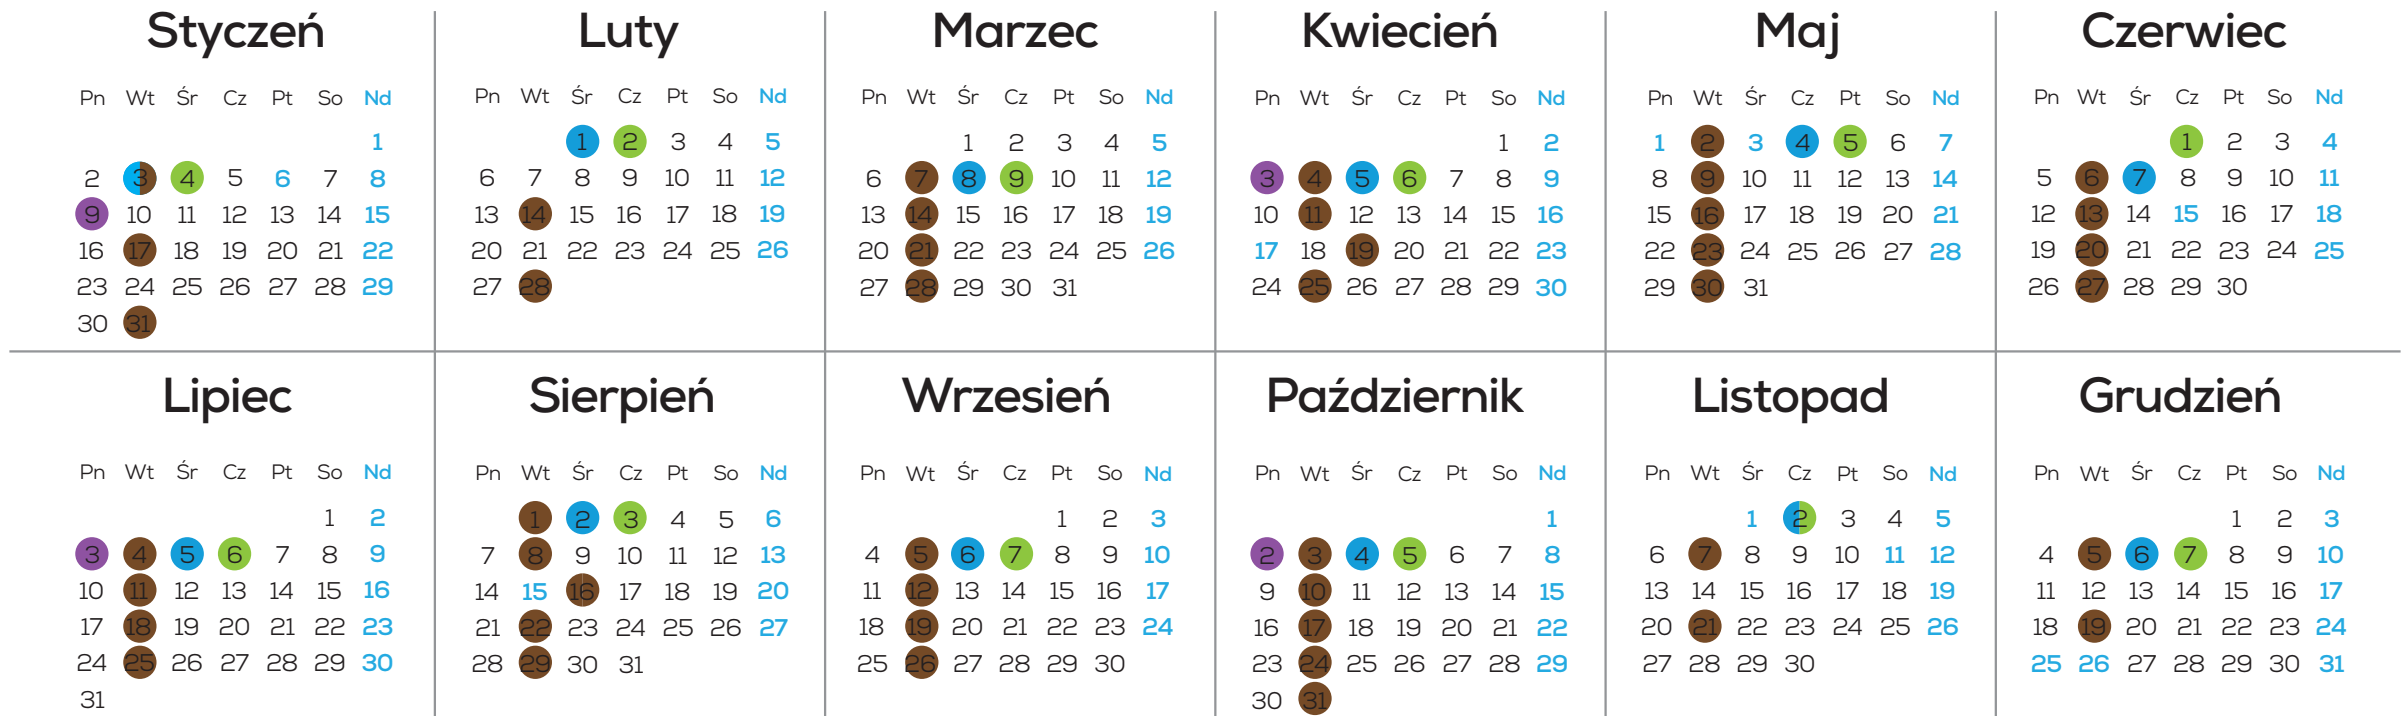 Styczeń
Pn Wt Śr Cz Pt So Nd
1
2 3 4 5 6 7 8
9 10 11 12 13 14 15
16 17 18 19 20 21 22
23 24 25 26 27 28 29
30 31
Luty
Pn Wt Śr Cz Pt So Nd
1 2 3 4 5
6 7 8 9 10 11 12
13 14 15 16 17 18 19
20 21 22 23 24 25 26
27 28
Marzec
Pn Wt Śr Cz Pt So Nd
1 2 3 4 5
6 7 8 9 10 11 12
13 14 15 16 17 18 19
20 21 22 23 24 25 26
27 28 29 30 31
Kwiecień
Pn Wt Śr Cz Pt So Nd
1 2
3 4 5 6 7 8 9
10 11 12 13 14 15 16
17 18 19 20 21 22 23
24 25 26 27 28 29 30
Maj
Pn Wt Śr Cz Pt So Nd
1 2 3 4 5 6 7
8 9 10 11 12 13 14
15 16 17 18 19 20 21
22 23 24 25 26 27 28
29 30 31
Czerwiec
Pn Wt Śr Cz Pt So Nd
1 2 3 4
5 6 7 8 9 10 11
12 13 14 15 16 17 18
19 20 21 22 23 24 25
26 27 28 29 30
Lipiec
Pn Wt Śr Cz Pt So Nd
1 2
3 4 5 6 7 8 9
10 11 12 13 14 15 16
17 18 19 20 21 22 23
24 25 26 27 28 29 30
31
Sierpień
Pn Wt Śr Cz Pt So Nd
1 2 3 4 5 6
7 8 9 10 11 12 13
14 15 16 17 18 19 20
21 22 23 24 25 26 27
28 29 30 31
Wrzesień
Pn Wt Śr Cz Pt So Nd
1 2 3
4 5 6 7 8 9 10
11 12 13 14 15 16 17
18 19 20 21 22 23 24
25 26 27 28 29 30
Październik
Pn Wt Śr Cz Pt So Nd
1
2 3 4 5 6 7 8
9 10 11 12 13 14 15
16 17 18 19 20 21 22
23 24 25 26 27 28 29
30 31
Listopad
Pn Wt Śr Cz Pt So Nd
1 2 3 4 5
6 7 8 9 10 11 12
13 14 15 16 17 18 19
20 21 22 23 24 25 26
27 28 29 30
Grudzień
Pn Wt Śr Cz Pt So Nd
1 2 3
4 5 6 7 8 9 10
11 12 13 14 15 16 17
18 19 20 21 22 23 24
25 26 27 28 29 30 31